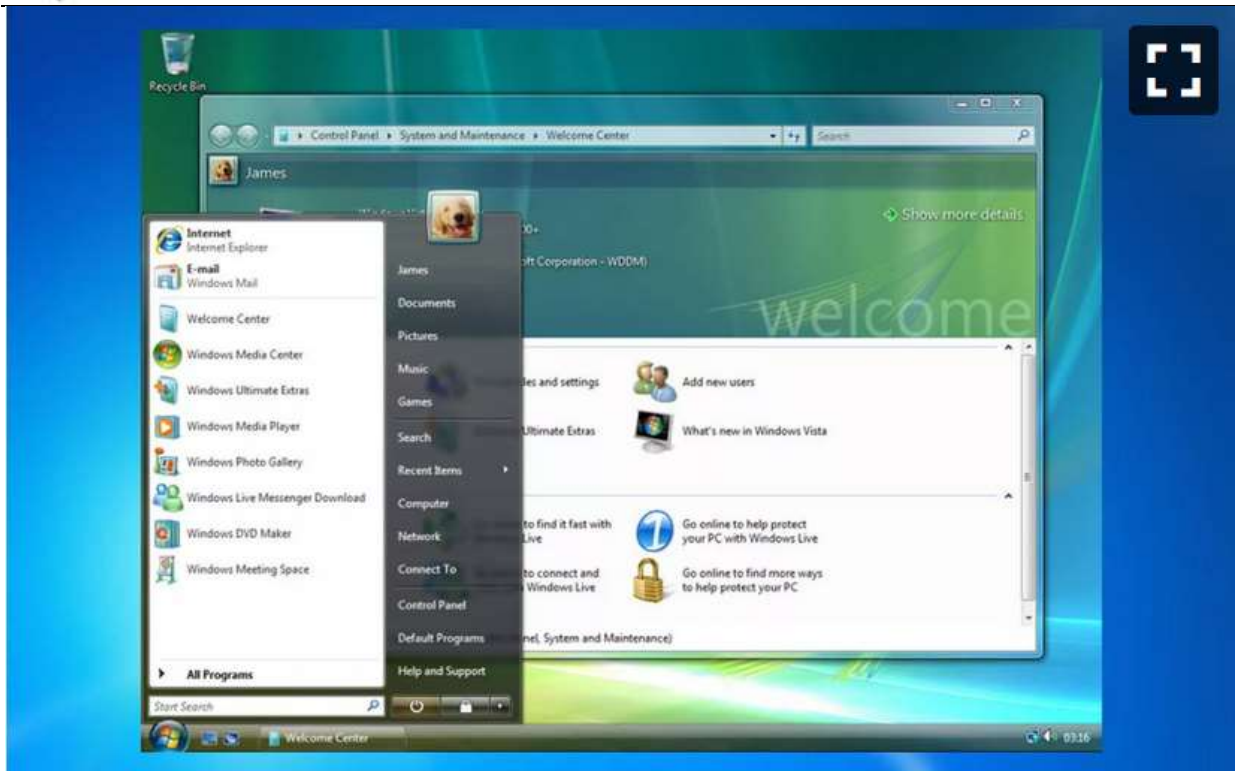 Recycle Bin
Control Panel ▸ System and Maintenance ▸ Welcome Center
Search
James
Show more details
soft Corporation - WDDM)
welcome
Internet
Internet Explorer
E-mail
Windows Mail
Welcome Center
Windows Media Center
Windows Ultimate Extras
Windows Media Player
Windows Photo Gallery
Windows Live Messenger Download
Windows DVD Maker
Windows Meeting Space
All Programs
Start Search
James
Documents
Pictures
Music
Games
Search
Recent Items
Computer
Network
Connect To
Control Panel
Default Programs
Help and Support
and settings
Add new users
Ultimate Extras
What's new in Windows Vista
to find it fast with
Live
Go online to help protect
your PC with Windows Live
to connect and
Windows Live
Go online to find more ways
to help protect your PC
System and Maintenance)
Welcome Center
03:16